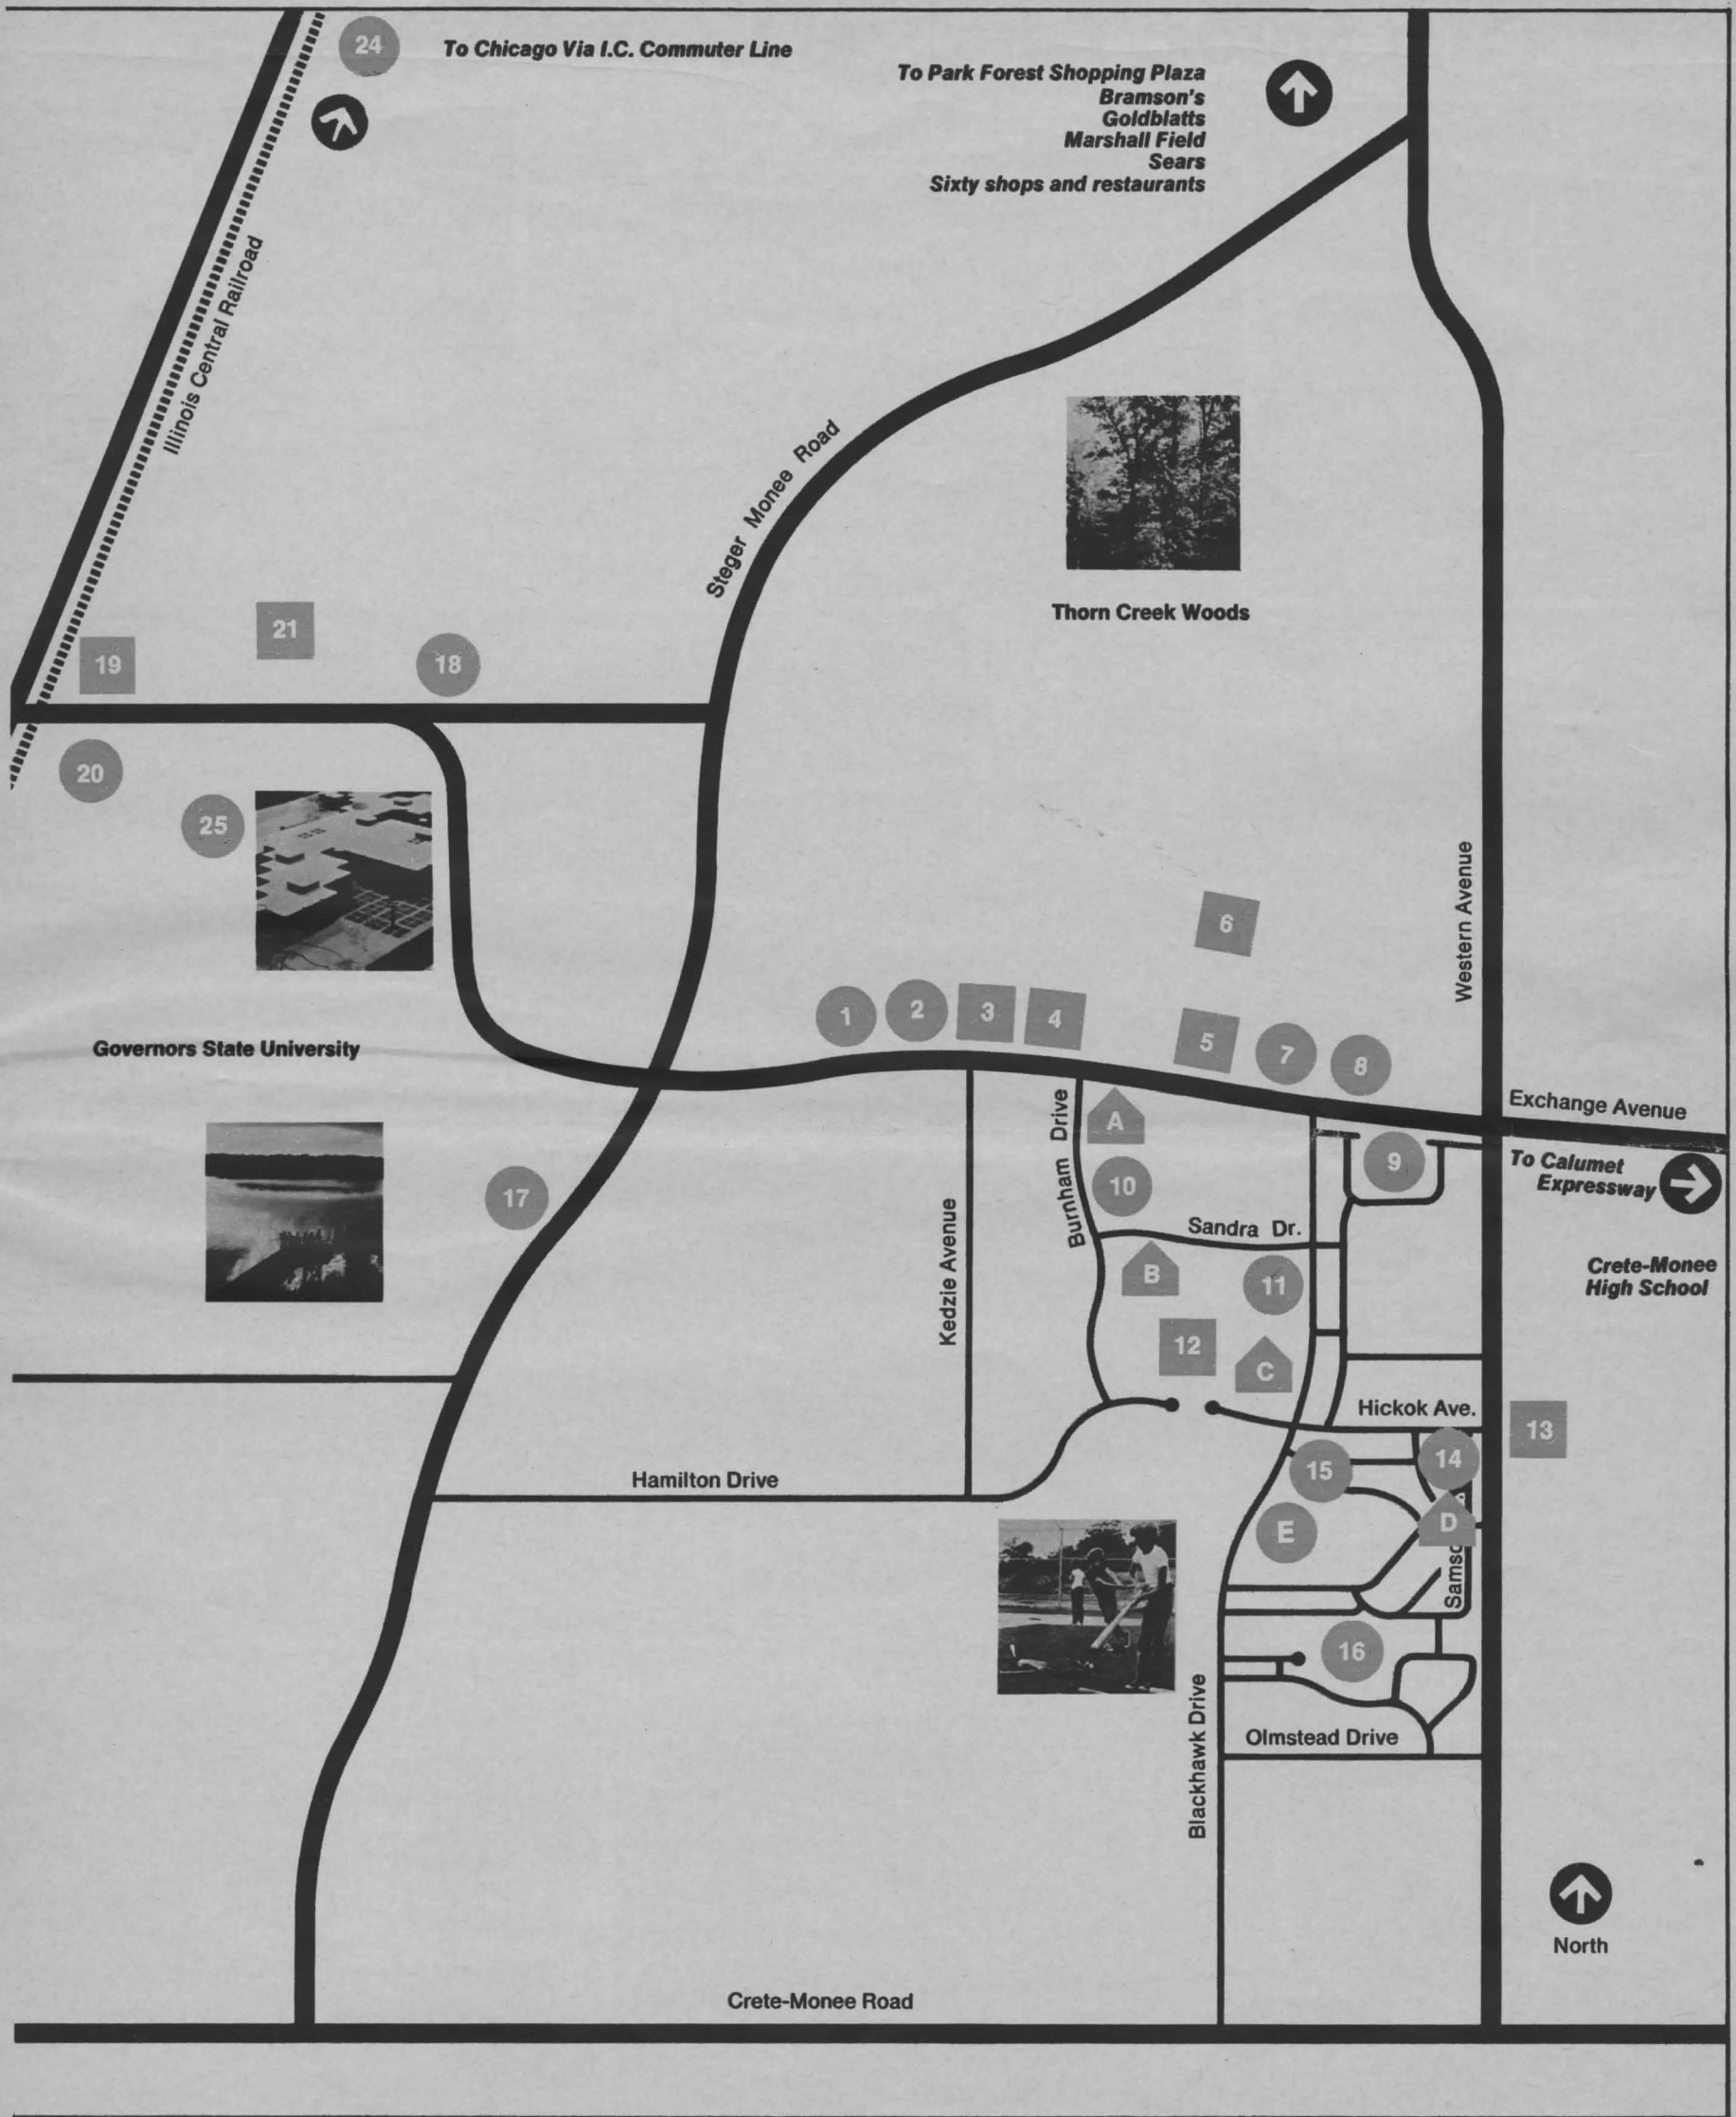 24
To Chicago Via I.C. Commuter Line
To Park Forest Shopping Plaza
Bramson's
Goldblatts
Marshall Field
Sears
Sixty shops and restaurants
Illinois Central Railroad
Steger Monee Road
Thorn Creek Woods
21
19
18
20
25
Western Avenue
6
1
2
3
4
5
7
8
Governors State University
Exchange Avenue
A
Burnham Drive
9
To Calumet
Expressway
10
17
Kedzie Avenue
Sandra Dr.
B
11
Crete-Monee
High School
12
C
Hickok Ave.
13
14
15
Hamilton Drive
E
D
16
Blackhawk Drive
Olmstead Drive
North
Crete-Monee Road